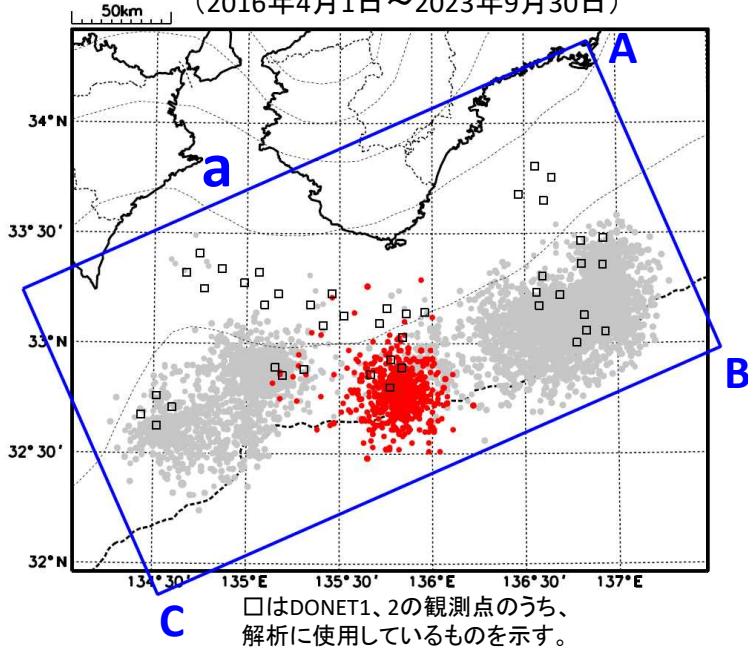 50km
（2016年4月1日～2023年9月30日）
A
34°N
a
33°30′
33°N
B
32°30′
32°N
134°30′ 135°E 135°30′ 136°E 136°30′ 137°E
C
□はDONET1、2の観測点のうち、
解析に使用しているものを示す。